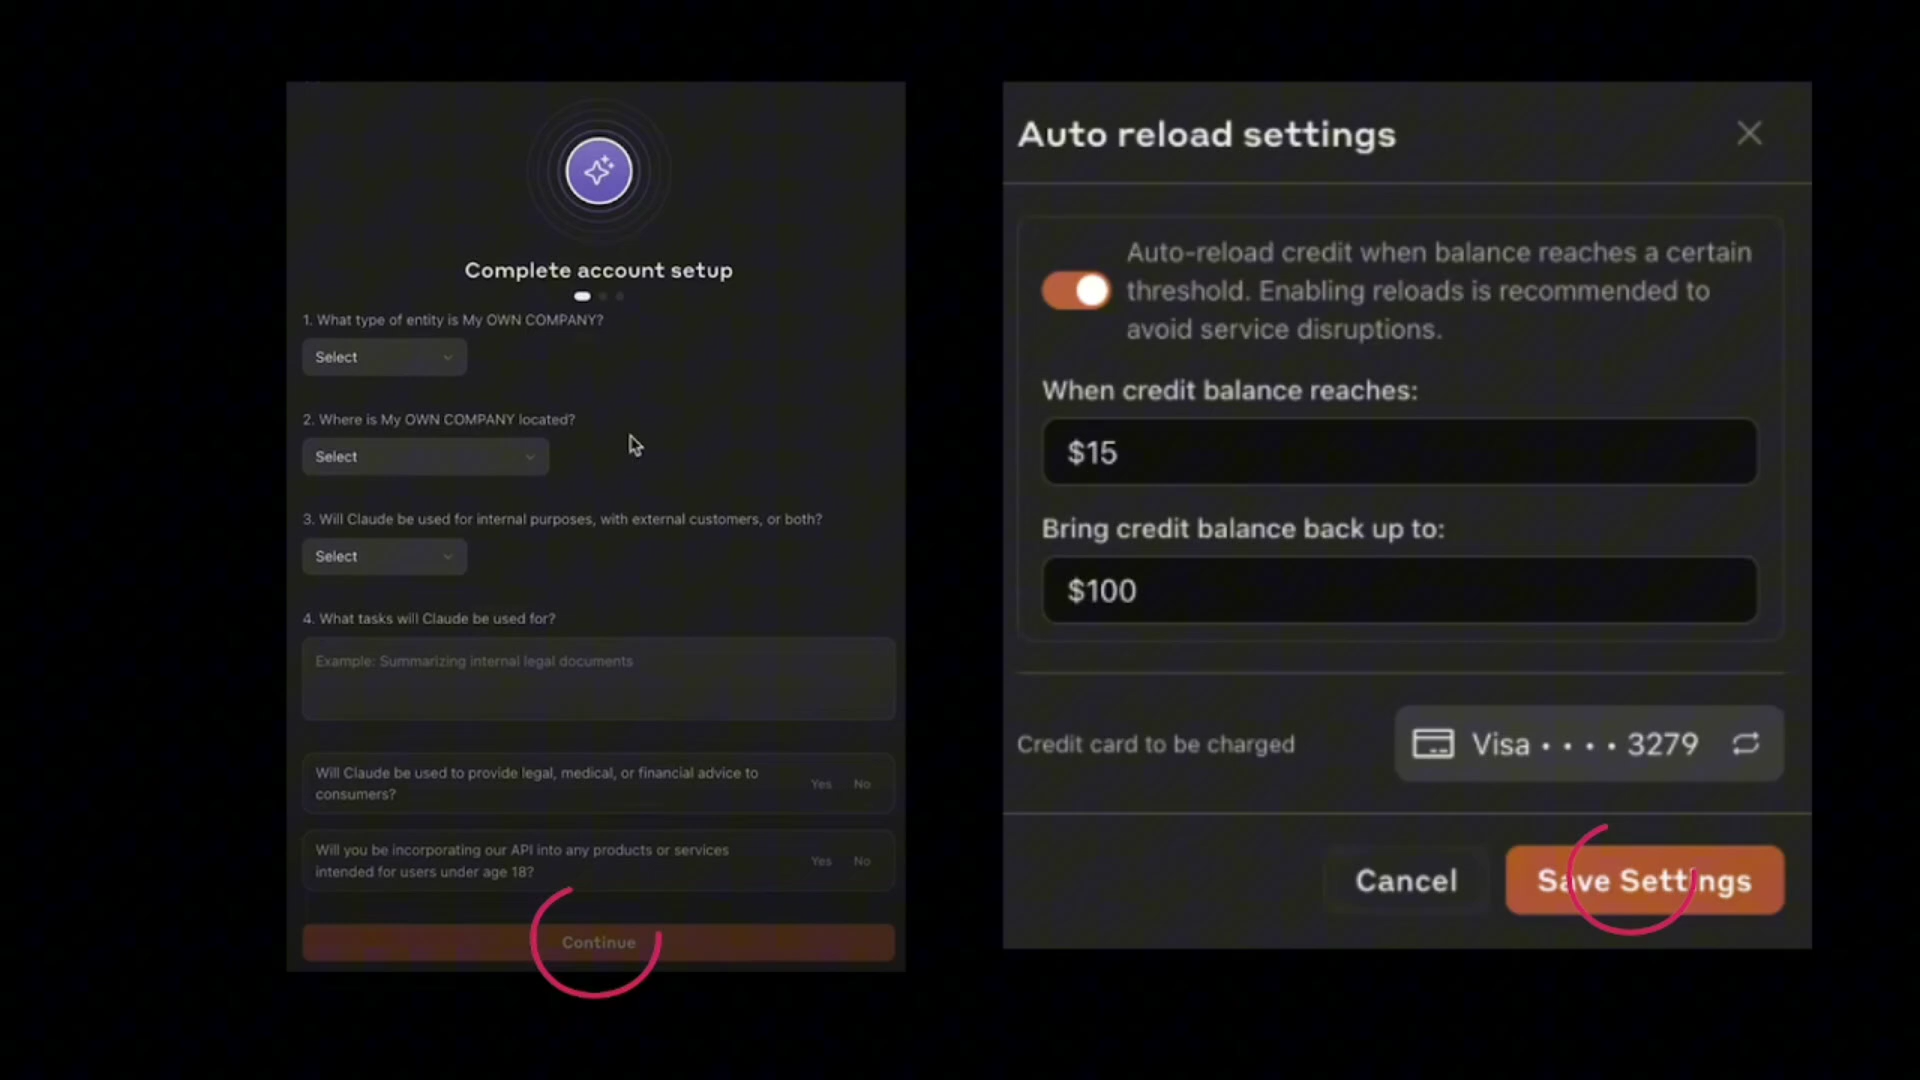 Complete account setup
1. What type of entity is My OWN COMPANY?
Select
2. Where is My OWN COMPANY located?
Select
3. Will Claude be used for internal purposes, with external customers, or both?
Select
4. What tasks will Claude be used for?
Example: Summarizing internal legal documents
Will Claude be used to provide legal, medical, or financial advice to
consumers?
Yes No
Will you be incorporating our API into any products or services
intended for users under age 18?
Yes No
Continue
Auto reload settings
Auto-reload credit when balance reaches a certain
threshold. Enabling reloads is recommended to
avoid service disruptions.
When credit balance reaches:
$15
Bring credit balance back up to:
$100
Credit card to be charged
Visa •••• 3279
Cancel
Save Settings